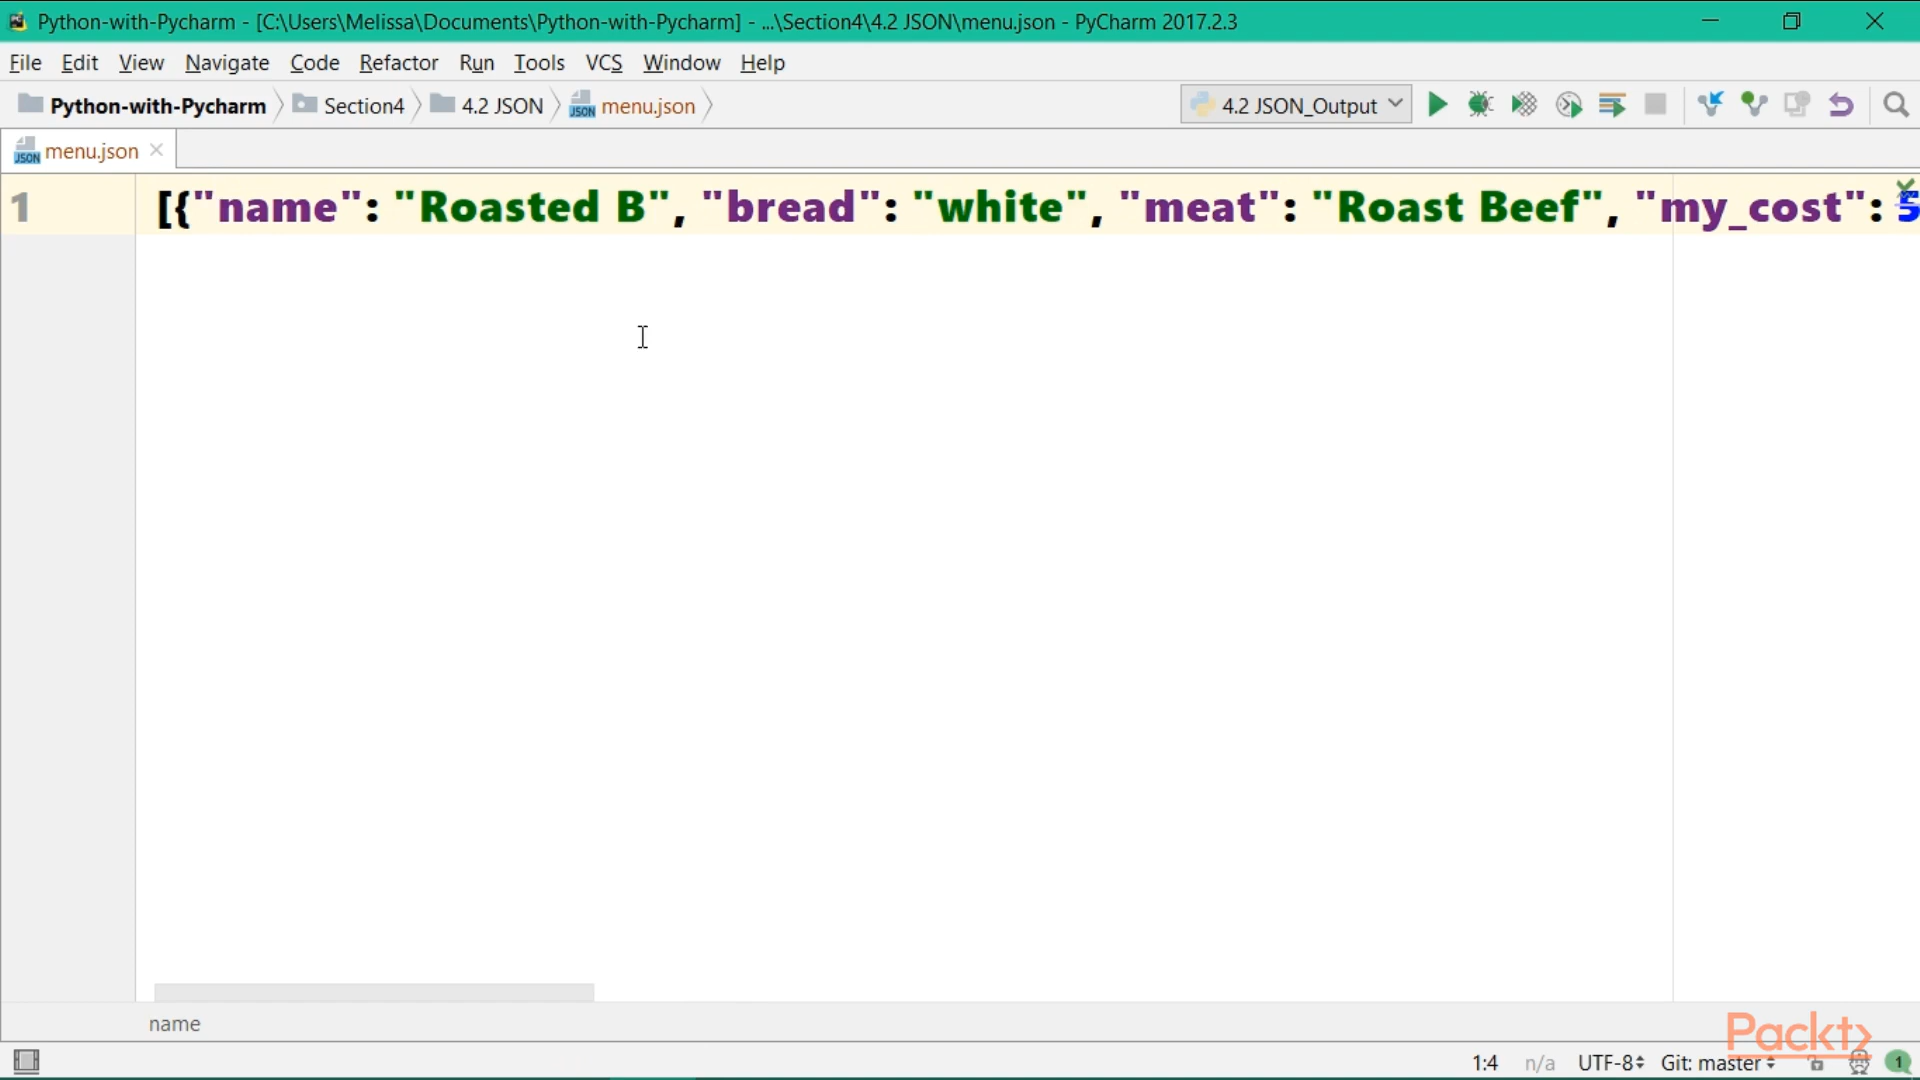 Python-with-Pycharm - [C:\Users\Melissa\Documents\Python-with-Pycharm] - ...\Section4\4.2 JSON\menu.json - PyCharm 2017.2.3
File Edit View Navigate Code Refactor Run Tools VCS Window Help
Python-with-Pycharm Section4 4.2 JSON menu.json 4.2 JSON_Output
menu.json
1 [{"name": "Roasted B", "bread": "white", "meat": "Roast Beef", "my_cost": 5
name
Packt
1:4 n/a UTF-8 Git: master 1